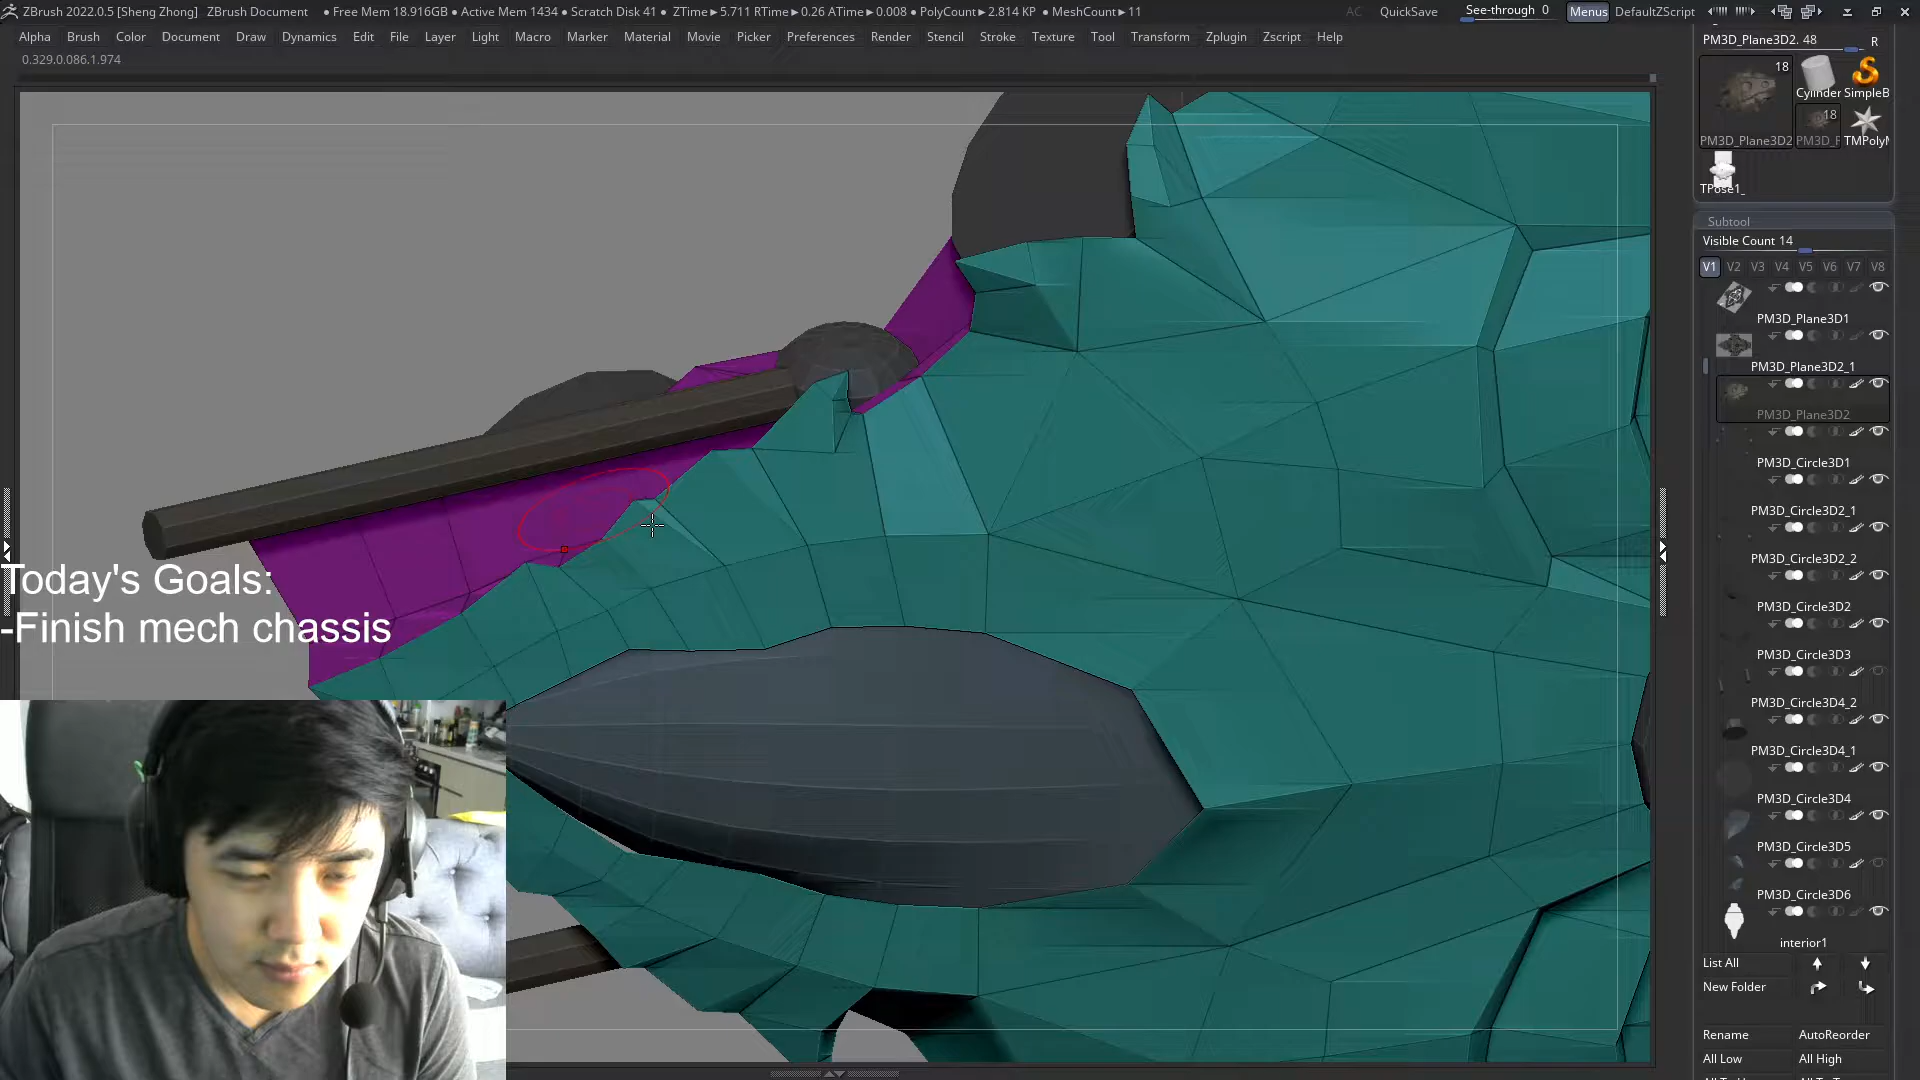 ZBrush 2022.0.5 [Sheng Zhong] ZBrush Document ● Free Mem 18.916GB ● Active Mem 1434 ● Scratch Disk 41 ● ZTime►5.711 RTime►0.26 ATime►0.008 ● PolyCount►2.814 KP ● MeshCount►11 AC QuickSave See-through 0 Menus DefaultZScript
Alpha Brush Color Document Draw Dynamics Edit File Layer Light Macro Marker Material Movie Picker Preferences Render Stencil Stroke Texture Tool Transform Zplugin Zscript Help
0.329,0.086,1.974
PM3D_Plane3D2. 48 R
18
Cylinder SimpleB
18
PM3D_Plane3D2 PM3D_P TMPolyM
TPose1_
Subtool
Visible Count 14
V1 V2 V3 V4 V5 V6 V7 V8
PM3D_Plane3D1
PM3D_Plane3D2_1
PM3D_Plane3D2
PM3D_Circle3D1
PM3D_Circle3D2_1
PM3D_Circle3D2_2
PM3D_Circle3D2
PM3D_Circle3D3
PM3D_Circle3D4_2
PM3D_Circle3D4_1
PM3D_Circle3D4
PM3D_Circle3D5
PM3D_Circle3D6
interior1
List All
New Folder
Rename AutoReorder
All Low All High
Today's Goals:
-Finish mech chassis